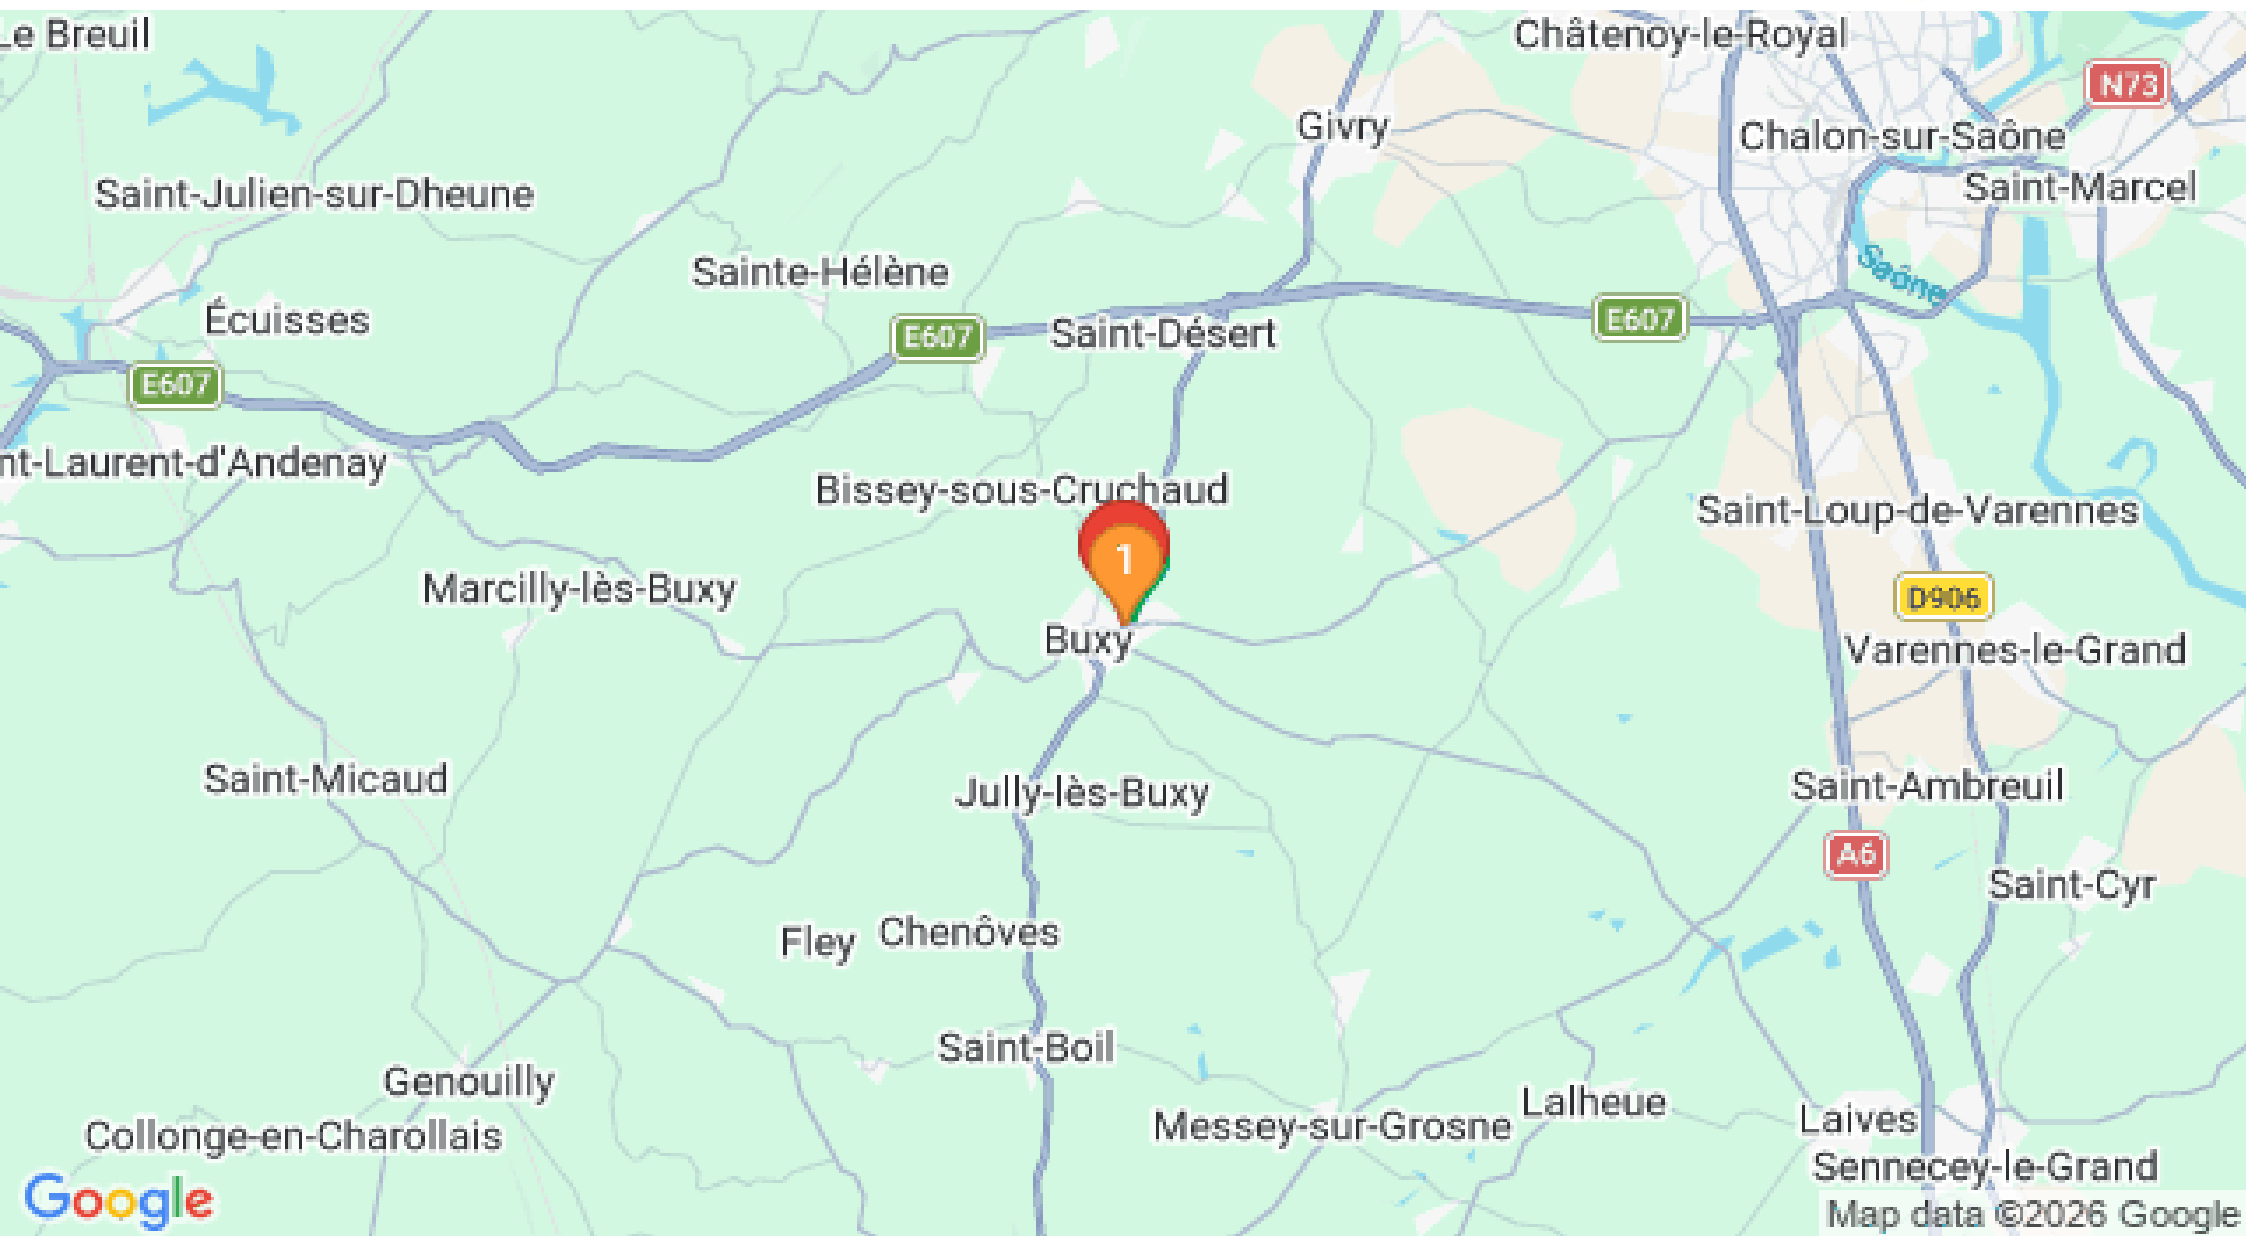 Le Breuil
Châtenoy-le-Royal
N73
Givry
Chalon-sur-Saône
Saint-Marcel
Saint-Julien-sur-Dheune
Sainte-Hélène
Saône
Écuisses
E607
Saint-Désert
E607
E607
nt-Laurent-d'Andenay
Bissey-sous-Cruchaud
Saint-Loup-de-Varennes
1
Marcilly-lès-Buxy
D906
Buxy
Varennes-le-Grand
Saint-Micaud
Jully-lès-Buxy
Saint-Ambreuil
A6
Saint-Cyr
Fley
Chenôves
Saint-Boil
Genouilly
Lalheue
Laives
Messey-sur-Grosne
Collonge-en-Charollais
Sennecey-le-Grand
Google
Map data ©2026 Google